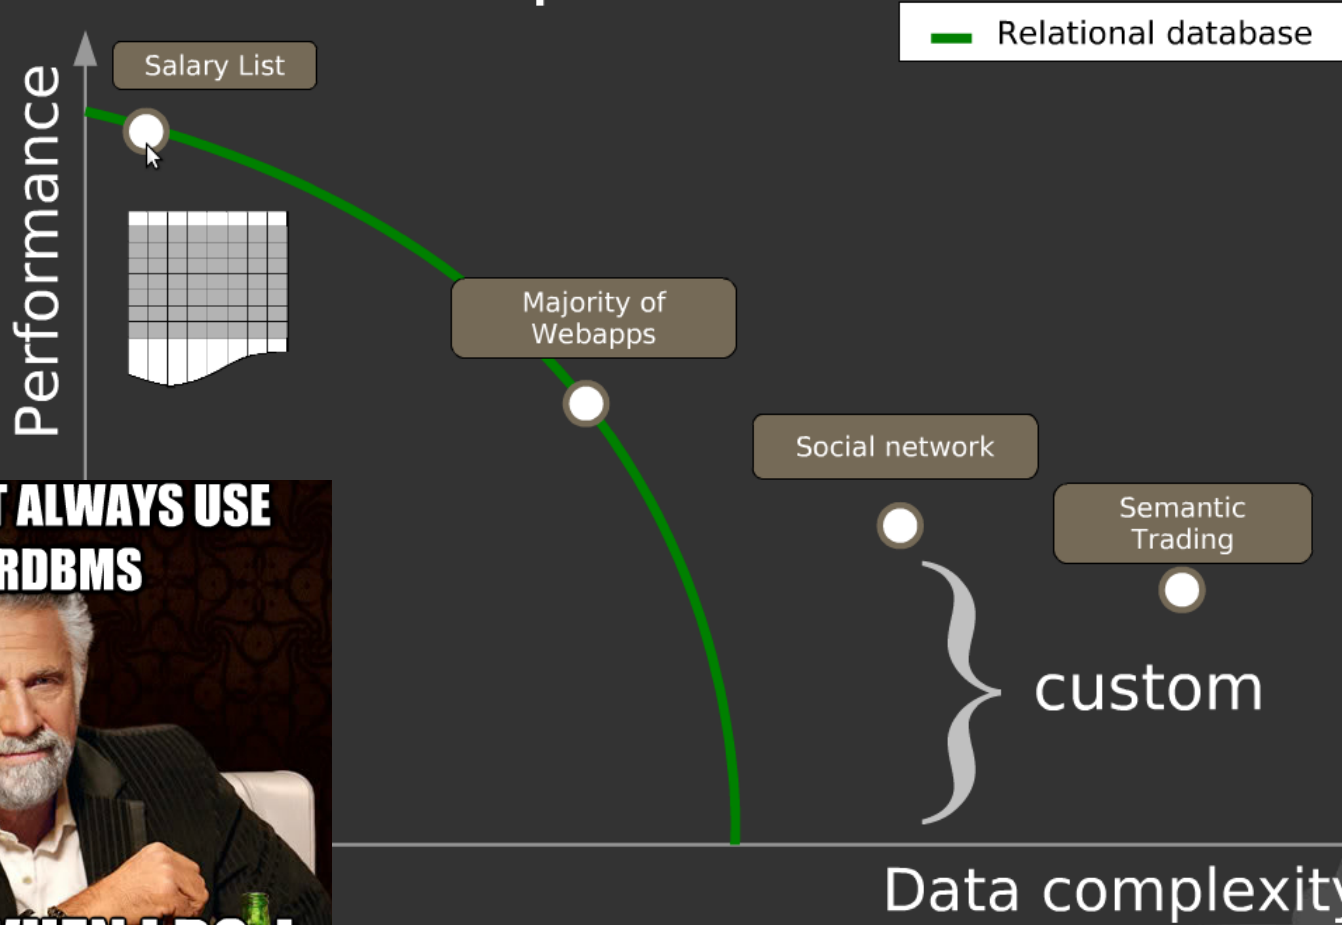 Relational database
Performance
Salary List
Majority of
Webapps
Social network
Semantic
Trading
custom
ALWAYS USE
RDBMS
Data complexity